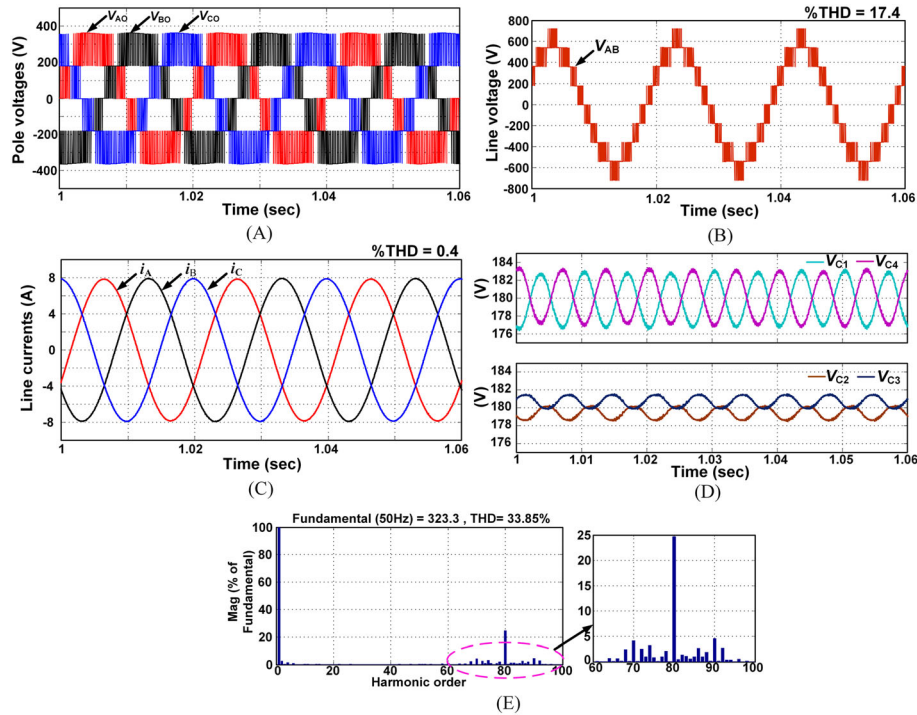 V_AO V_BO V_CO
Pole voltages (V)
400
200
0
-200
-400
1 1.02 1.04 1.06
Time (sec)
(A)
%THD = 17.4
V_AB
Line voltage (V)
800
600
400
200
0
-200
-400
-600
-800
1 1.02 1.04 1.06
Time (sec)
(B)
%THD = 0.4
i_A i_B i_C
Line currents (A)
8
4
0
-4
-8
1 1.02 1.04 1.06
Time (sec)
(C)
V_C1 V_C4
(V)
184
182
180
178
176
V_C2 V_C3
(V)
184
182
180
178
176
1 1.01 1.02 1.03 1.04 1.05 1.06
Time (sec)
(D)
Fundamental (50Hz) = 323.3 , THD= 33.85%
Mag (% of
Fundamental)
100
80
60
40
20
0
0 20 40 60 80 100
Harmonic order
25
20
15
10
5
0
60 70 80 90 100
(E)